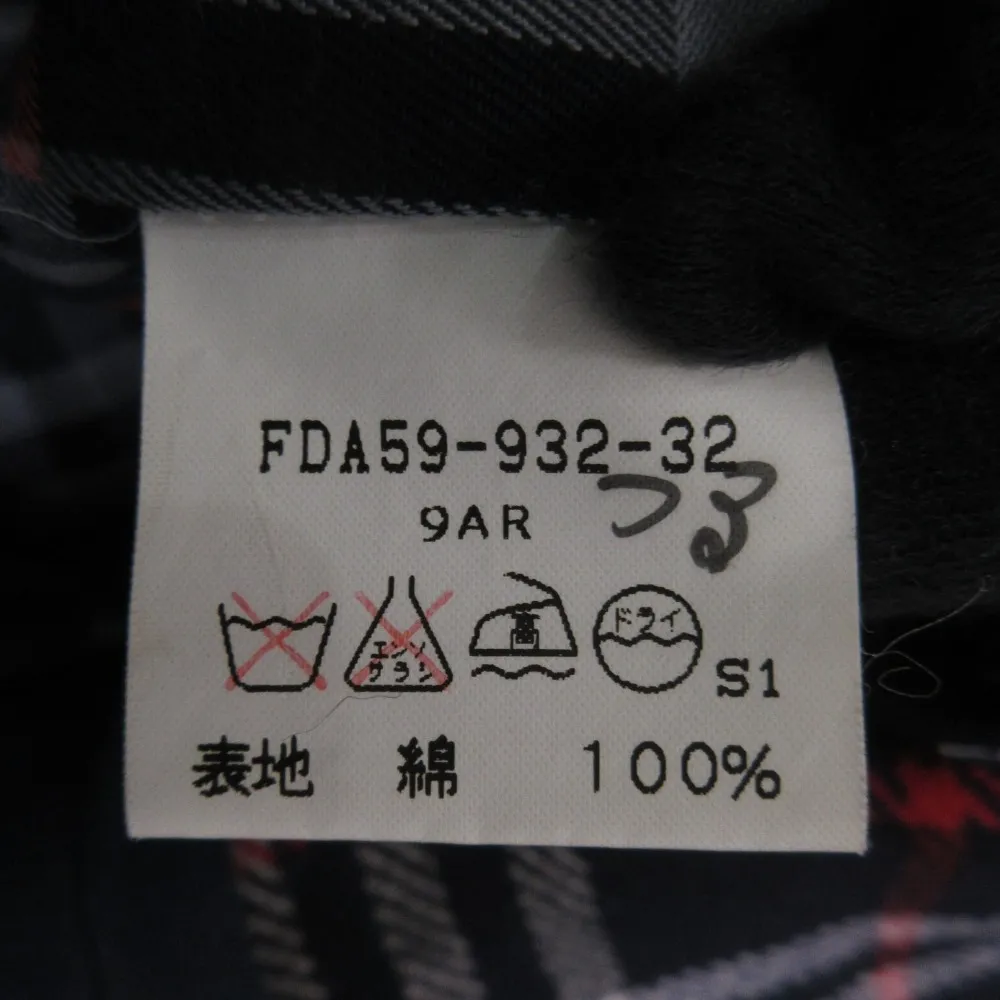 FDA59-932-32
9AR つる
エンソ
サラシ 高 ドライ S1
表地 綿 100%